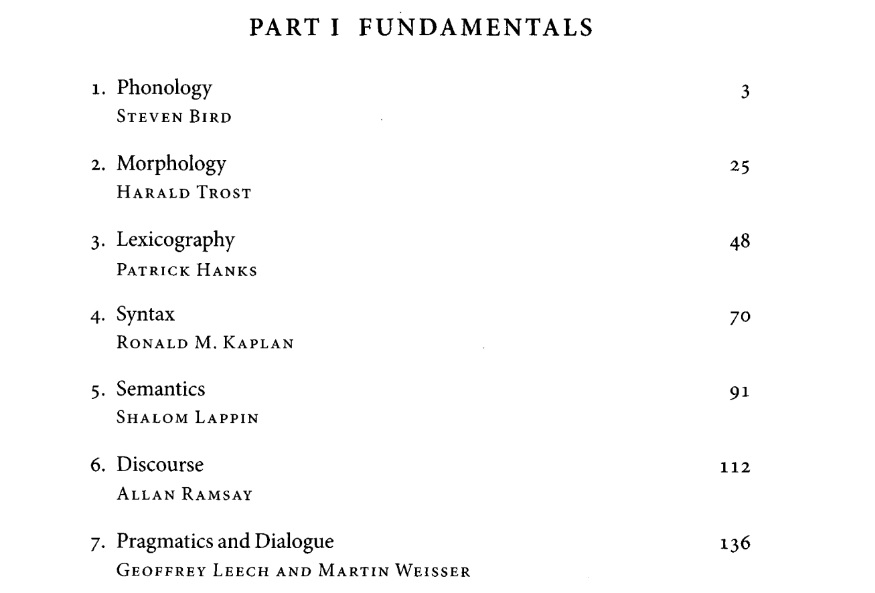 PART I FUNDAMENTALS
1. Phonology 3
STEVEN BIRD
2. Morphology 25
HARALD TROST
3. Lexicography 48
PATRICK HANKS
4. Syntax 70
RONALD M. KAPLAN
5. Semantics 91
SHALOM LAPPIN
6. Discourse 112
ALLAN RAMSAY
7. Pragmatics and Dialogue 136
GEOFFREY LEECH AND MARTIN WEISSER